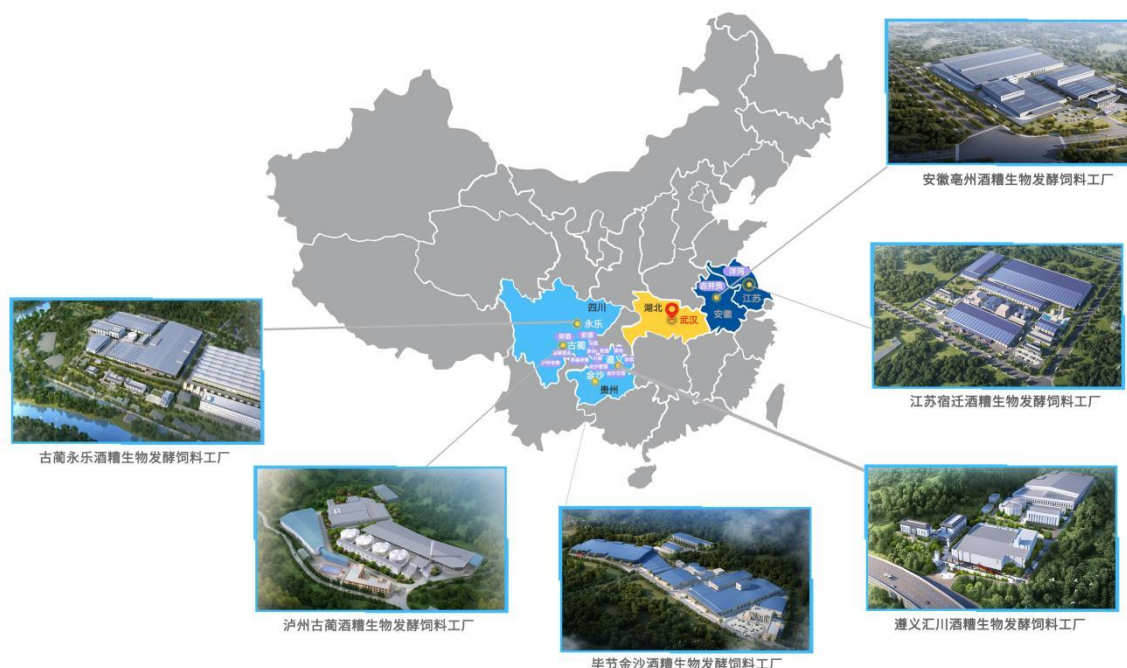 安徽亳州酒糟生物发酵饲料工厂
洋河
古井贡
江苏
安徽
湖北
武汉
四川
永乐
郎酒
古蔺
遵义
金沙
贵州
江苏宿迁酒糟生物发酵饲料工厂
古蔺永乐酒糟生物发酵饲料工厂
泸州古蔺酒糟生物发酵饲料工厂
毕节金沙酒糟生物发酵饲料工厂
遵义汇川酒糟生物发酵饲料工厂